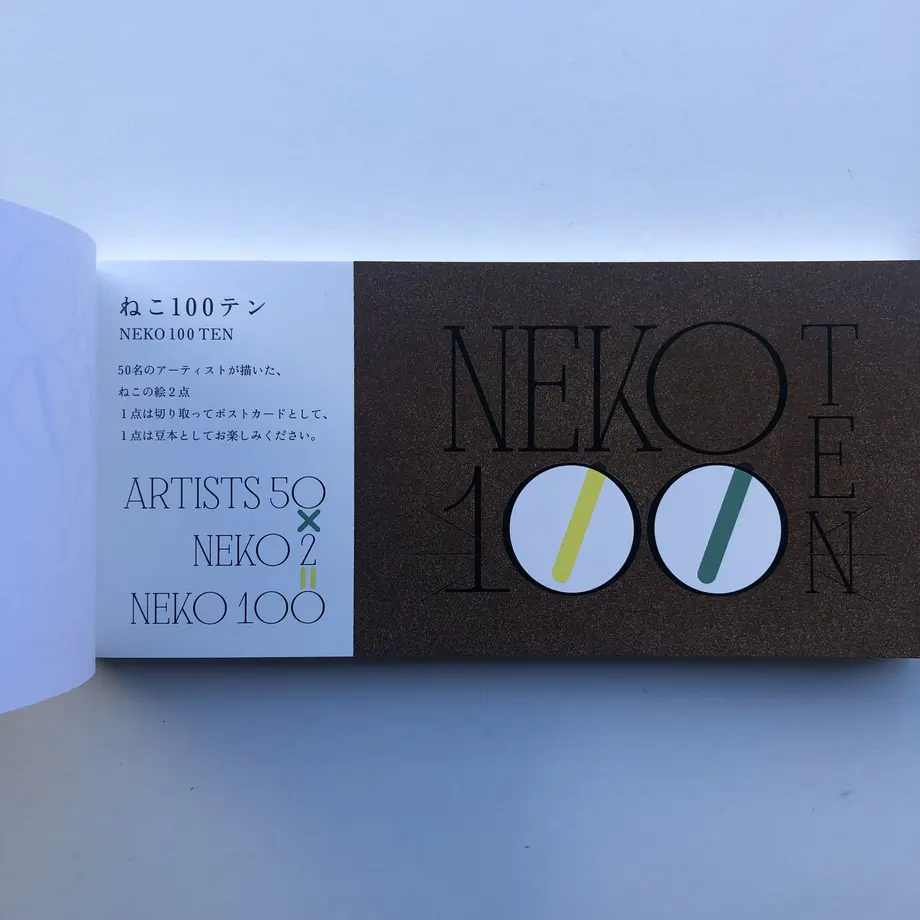 ねこ100テン
NEKO 100 TEN
50名のアーティストが描いた、
ねこの絵2点
1点は切り取ってポストカードとして、
1点は豆本としてお楽しみください。
ARTISTS 50
×
NEKO 2
=
NEKO 100
NEKO
100
TEN